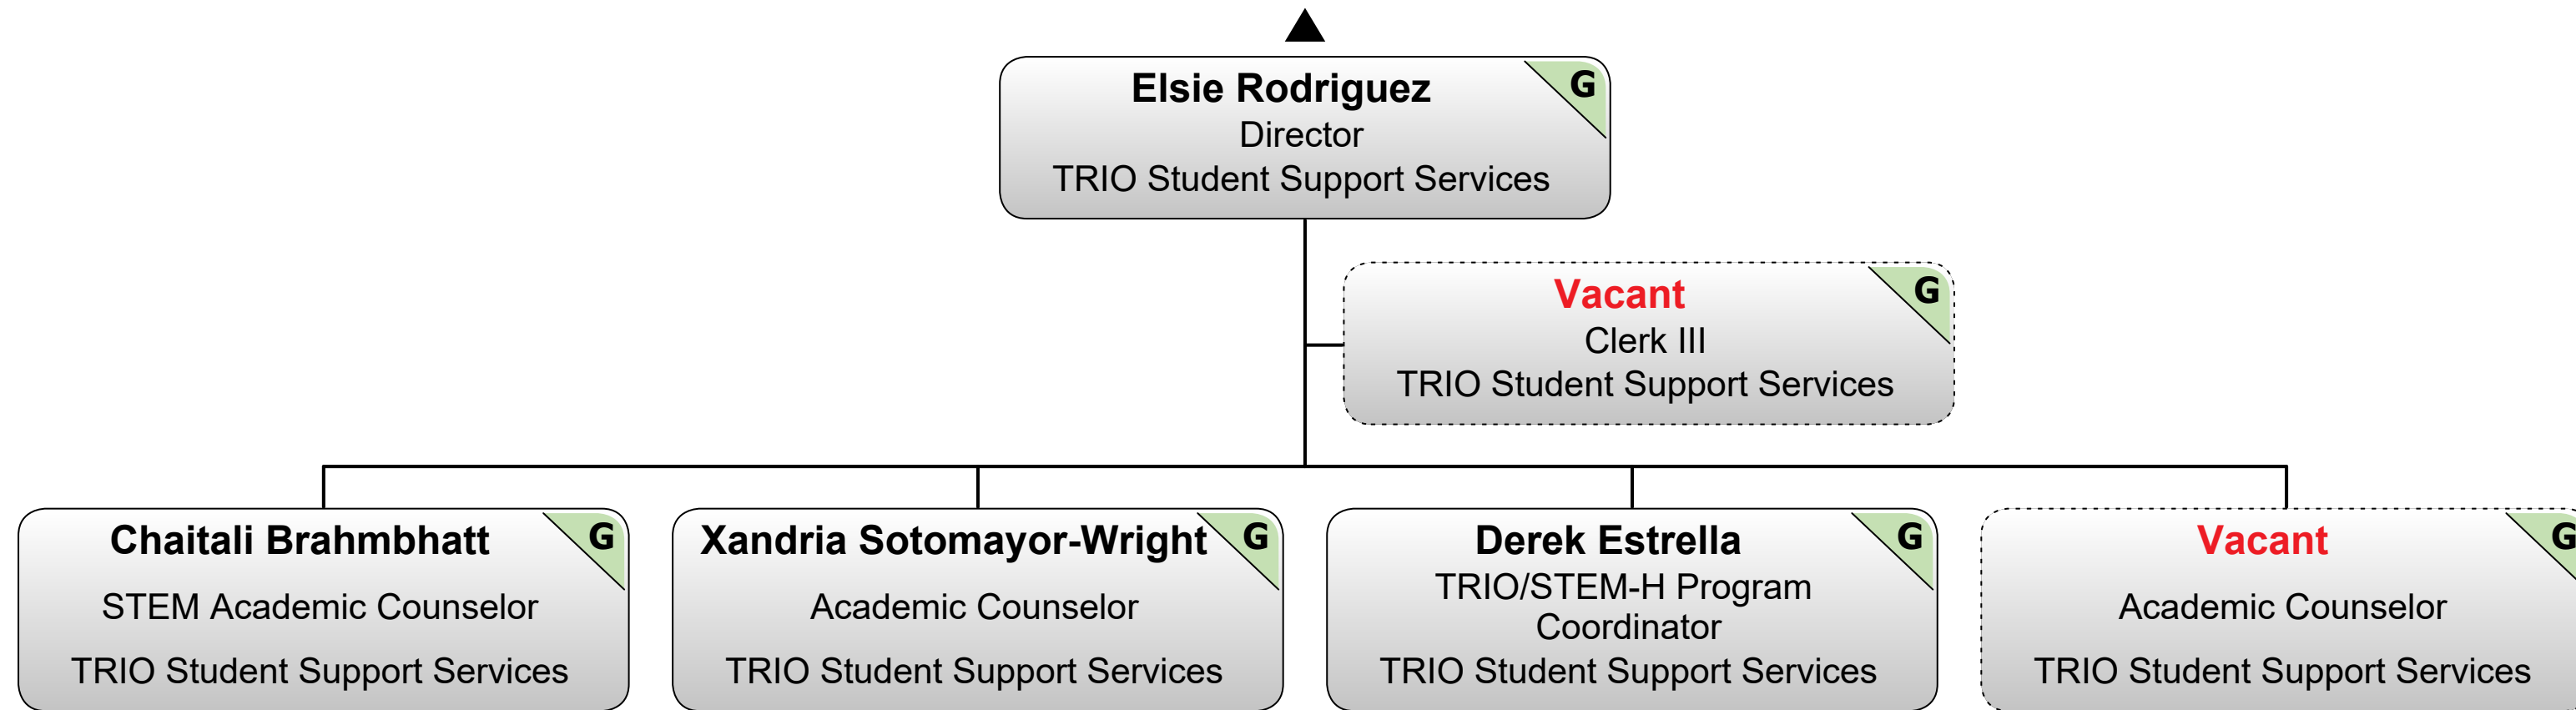 Elsie Rodriguez
G
Director
TRIO Student Support Services
Vacant
G
Clerk III
TRIO Student Support Services
Chaitali Brahmbhatt
G
STEM Academic Counselor
TRIO Student Support Services
Xandria Sotomayor-Wright
G
Academic Counselor
TRIO Student Support Services
Derek Estrella
G
TRIO/STEM-H Program
Coordinator
TRIO Student Support Services
Vacant
G
Academic Counselor
TRIO Student Support Services